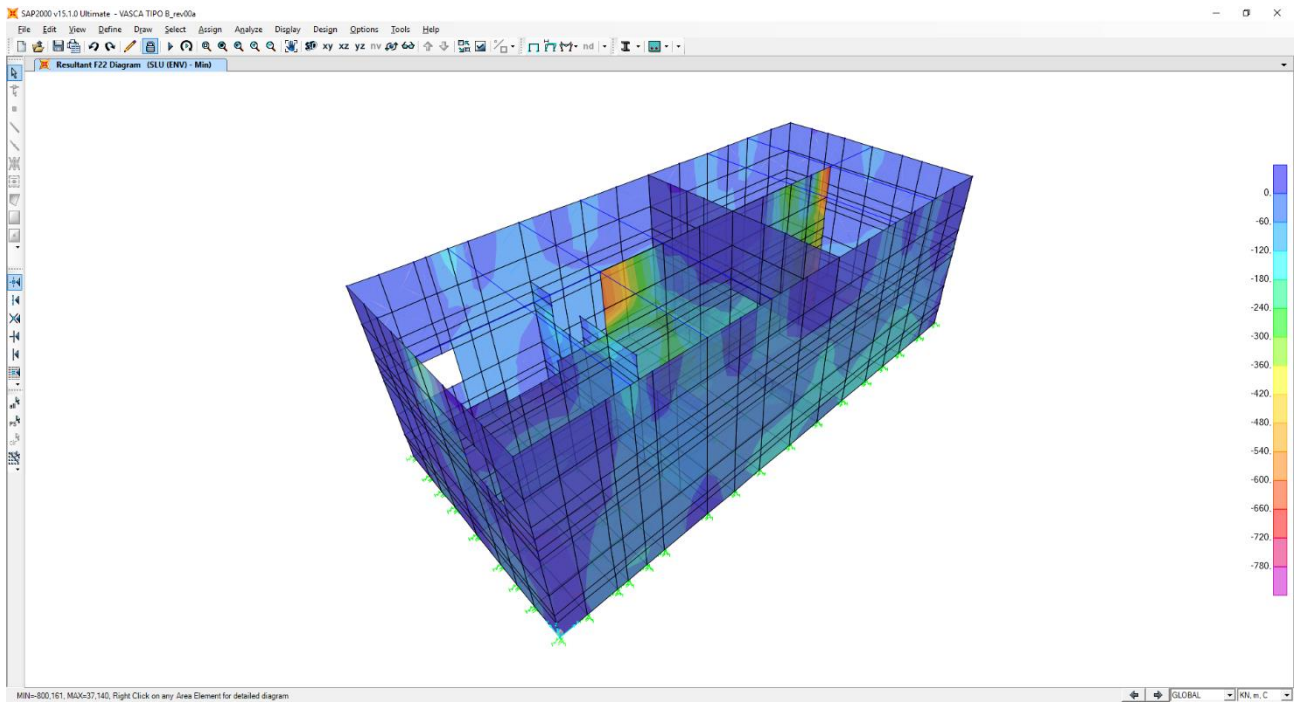 SAP2000 v15.1.0 Ultimate - VASCA TIPO B_rev00a
File Edit View Define Draw Select Assign Analyze Display Design Options Tools Help
xy xz yz nv nd
Resultant F22 Diagram (SLU (ENV) - Min)
0.
-60.
-120.
-180.
-240.
-300.
-360.
-420.
-480.
-540.
-600.
-660.
-720.
-780.
MIN=-800,161, MAX=37,140, Right Click on any Area Element for detailed diagram
GLOBAL
KN, m, C